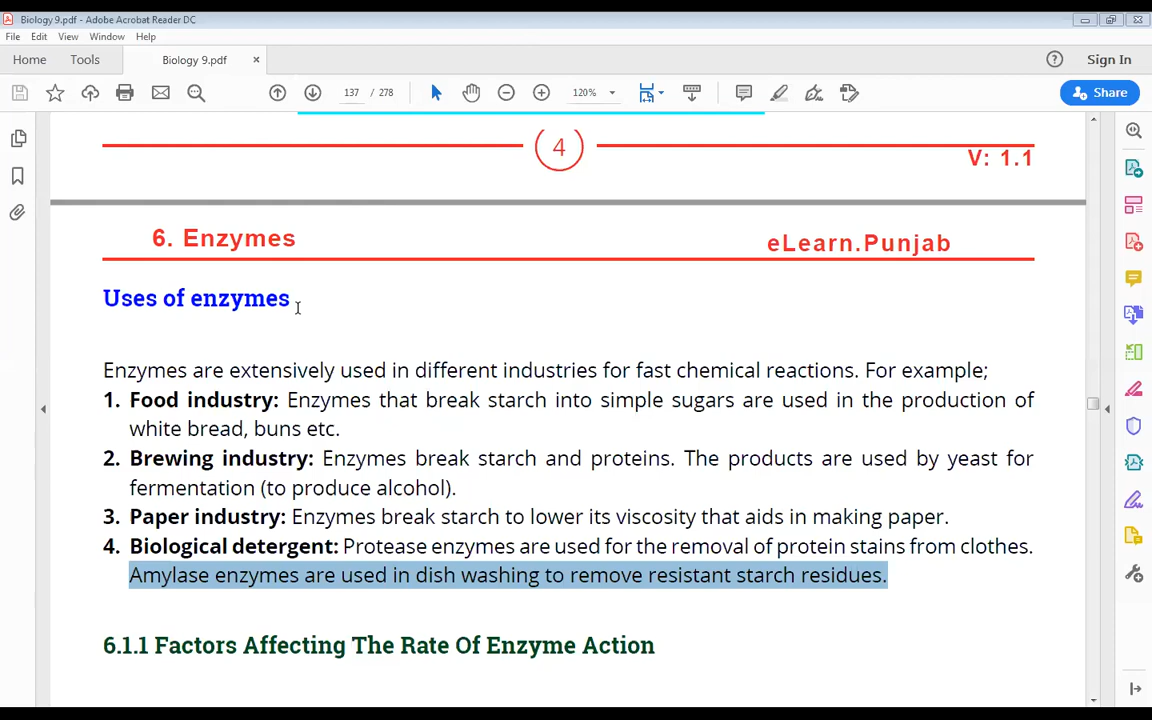 Biology 9.pdf - Adobe Acrobat Reader DC
File Edit View Window Help
Home Tools Biology 9.pdf × Sign In
137 / 278 120% Share
4
V: 1.1
6. Enzymes eLearn.Punjab
Uses of enzymes
Enzymes are extensively used in different industries for fast chemical reactions. For example;
1. Food industry: Enzymes that break starch into simple sugars are used in the production of
white bread, buns etc.
2. Brewing industry: Enzymes break starch and proteins. The products are used by yeast for
fermentation (to produce alcohol).
3. Paper industry: Enzymes break starch to lower its viscosity that aids in making paper.
4. Biological detergent: Protease enzymes are used for the removal of protein stains from clothes.
Amylase enzymes are used in dish washing to remove resistant starch residues.
6.1.1 Factors Affecting The Rate Of Enzyme Action